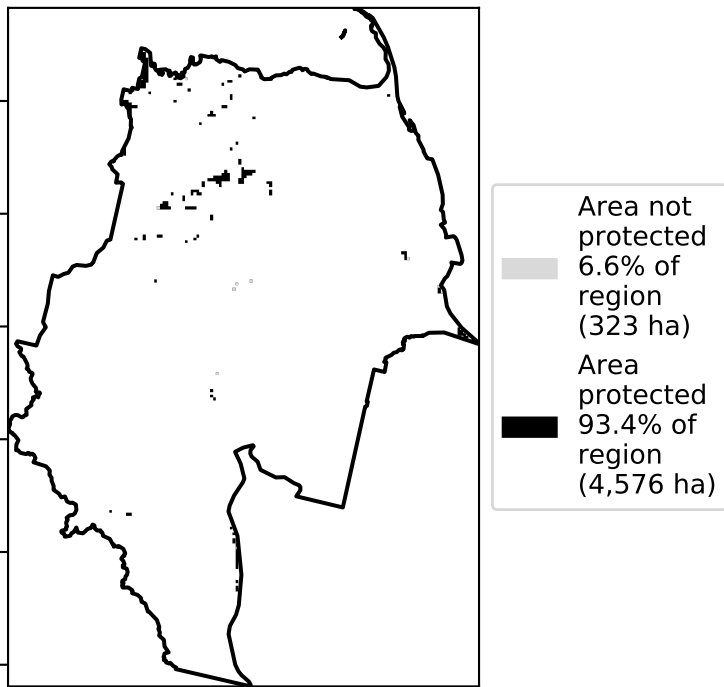 Area not
protected
6.6% of
region
(323 ha)
Area
protected
93.4% of
region
(4,576 ha)